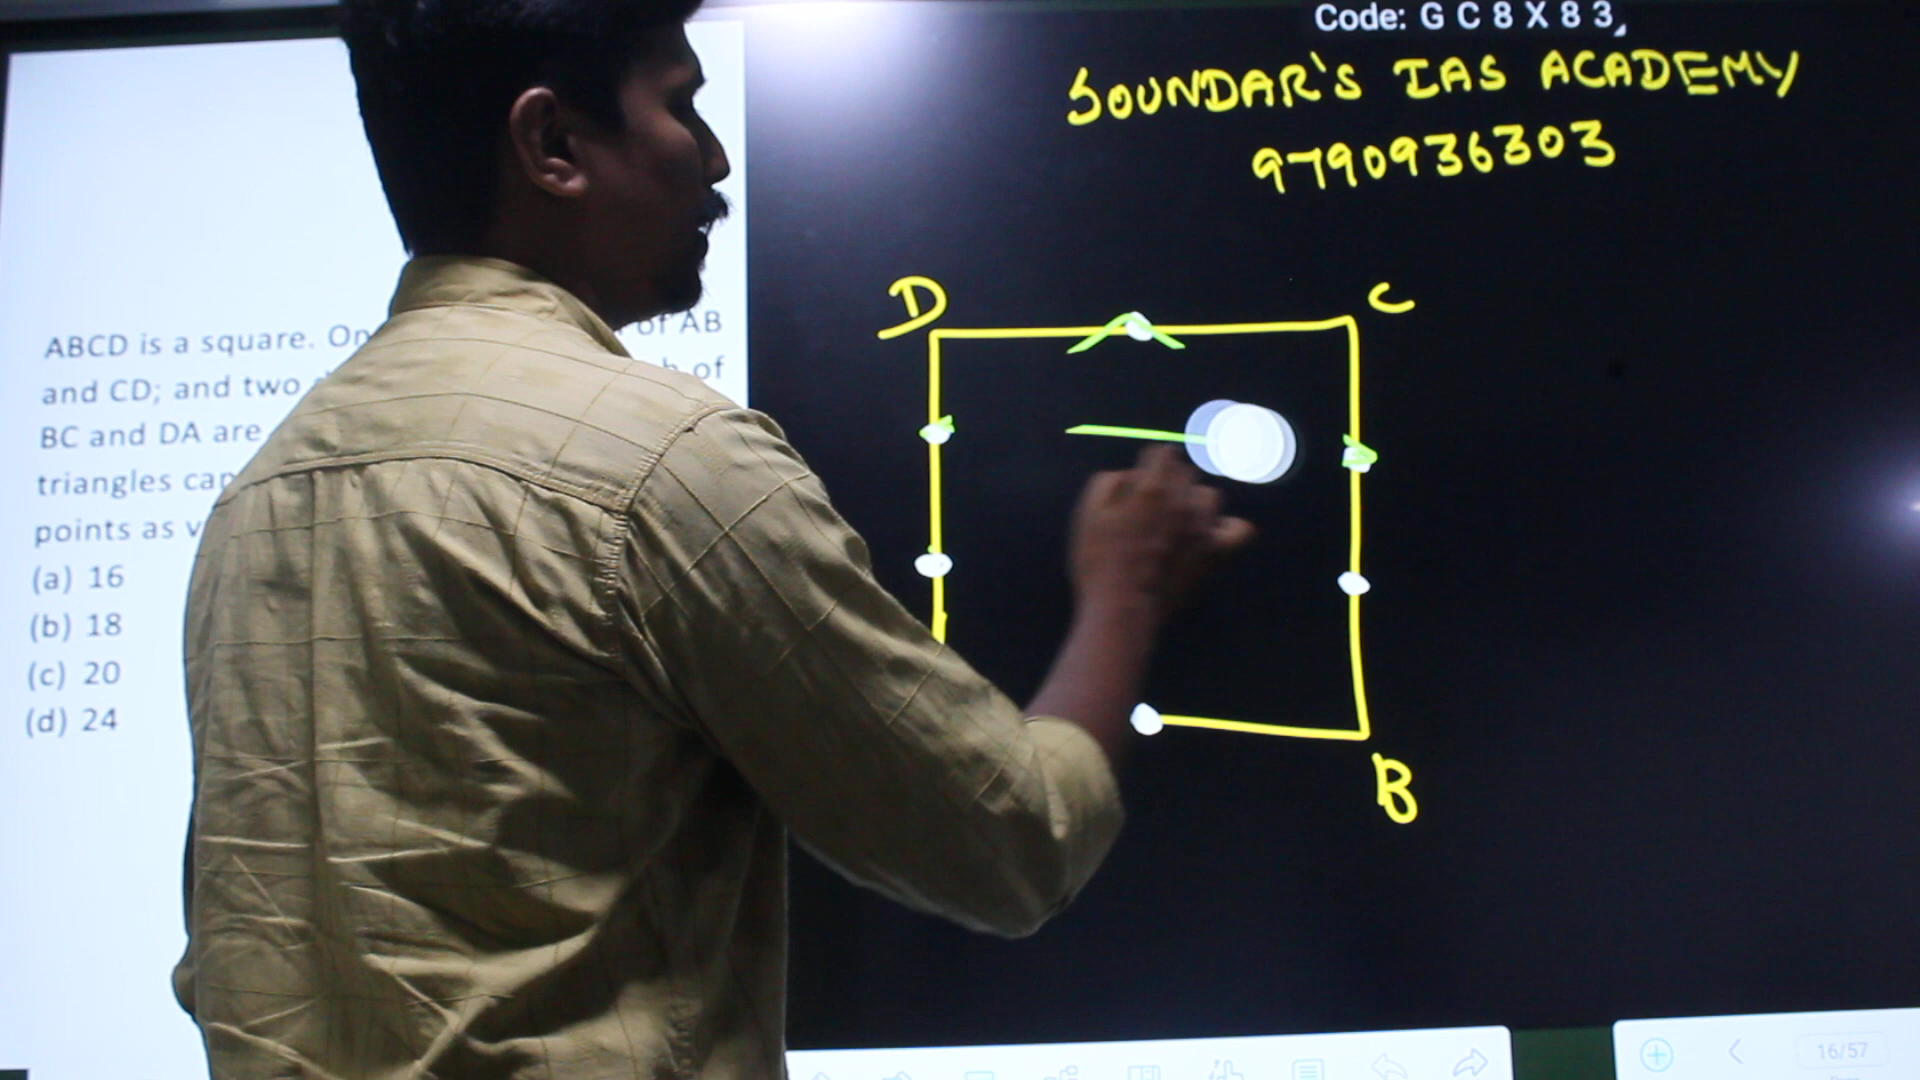 Code: G C 8 X 8 3
SOUNDAR'S IAS ACADEMY
9790936303
ABCD is a square. On of AB
and CD; and two of
BC and DA are
triangles can
points as
(a) 16
(b) 18
(c) 20
(d) 24
D
C
B
16/57